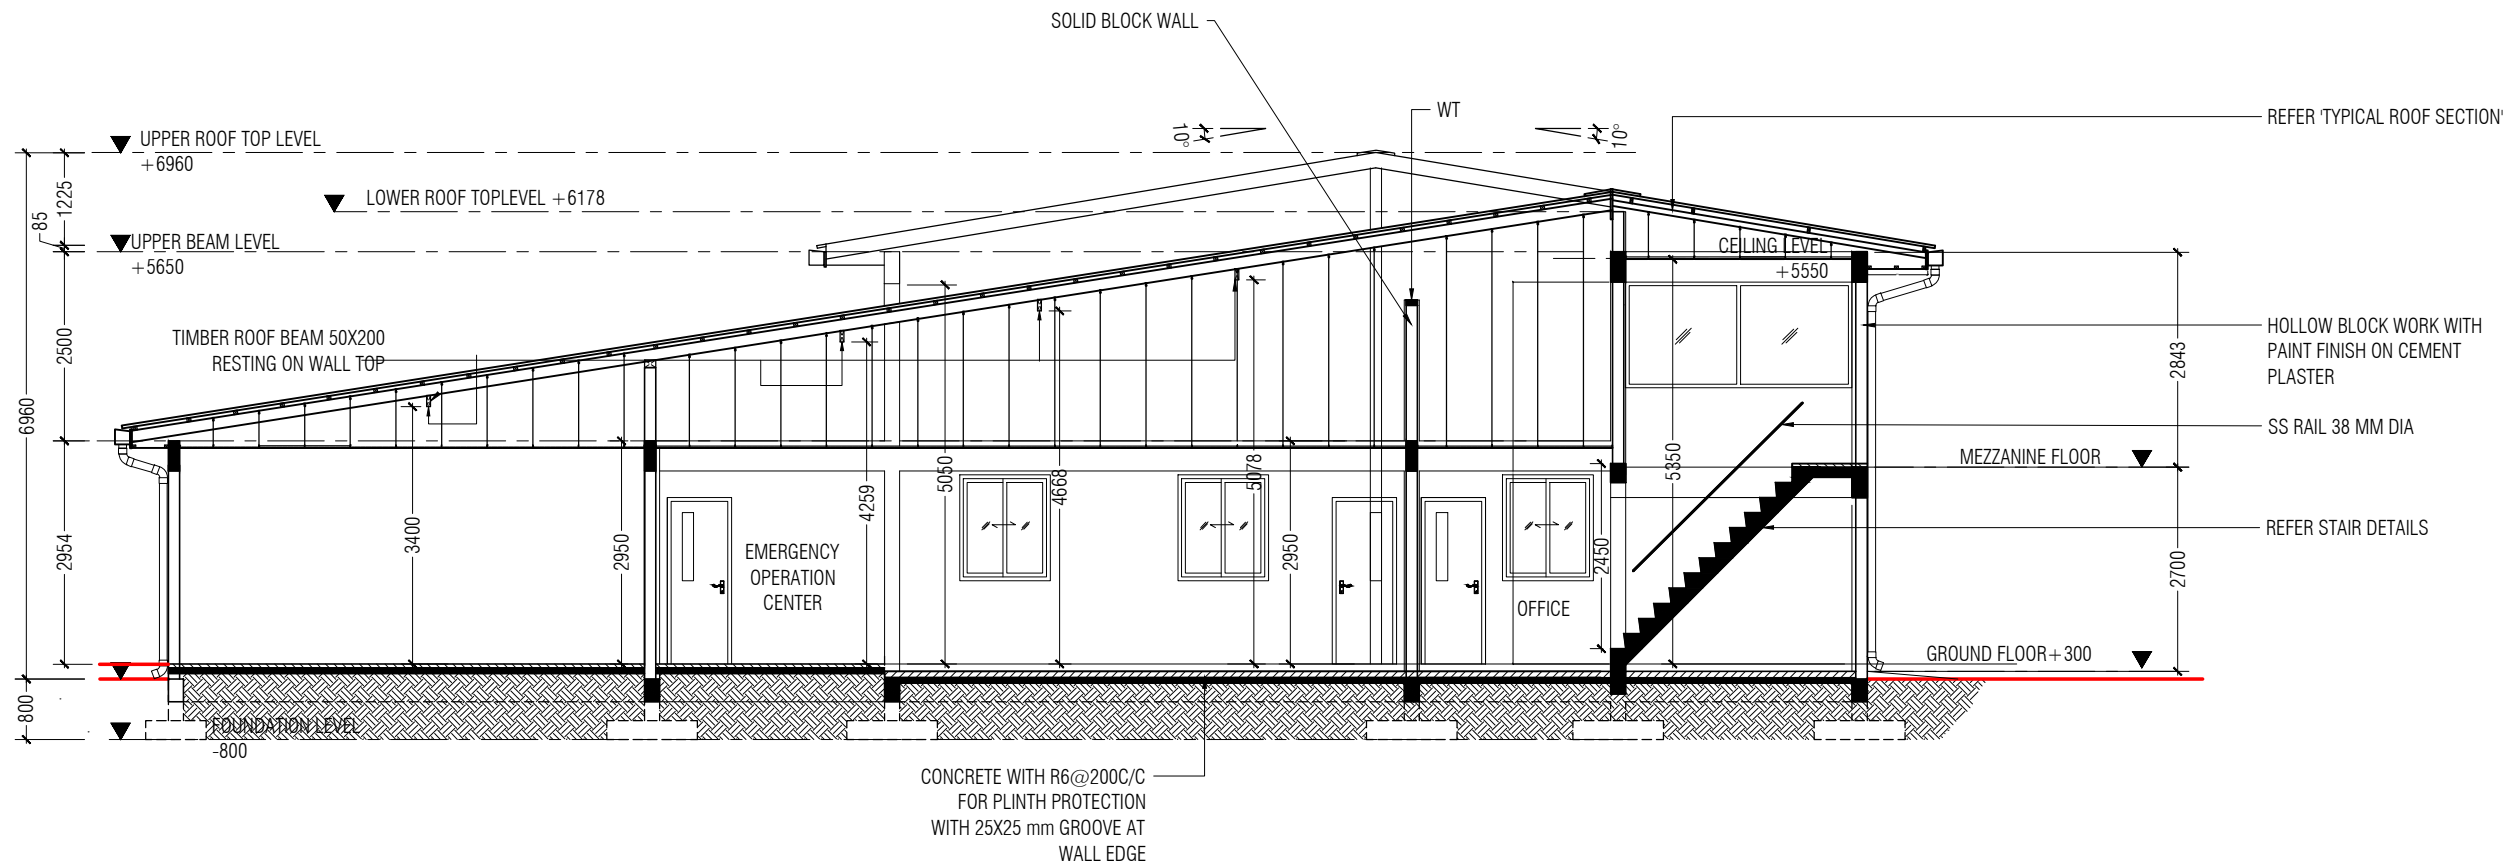 SOLID BLOCK WALL
WT
REFER 'TYPICAL ROOF SECTION'
10°
10°
UPPER ROOF TOP LEVEL
+6960
LOWER ROOF TOPLEVEL +6178
UPPER BEAM LEVEL
+5650
CEILING LEVEL
+5550
1225
85
2500
6960
2954
800
TIMBER ROOF BEAM 50X200
RESTING ON WALL TOP
HOLLOW BLOCK WORK WITH
PAINT FINISH ON CEMENT
PLASTER
2843
SS RAIL 38 MM DIA
MEZZANINE FLOOR
REFER STAIR DETAILS
2700
3400
2950
4259
5050
4668
5078
2950
2450
5350
EMERGENCY
OPERATION
CENTER
OFFICE
GROUND FLOOR+300
FOUNDATION LEVEL
-800
CONCRETE WITH R6@200C/C
FOR PLINTH PROTECTION
WITH 25X25 mm GROOVE AT
WALL EDGE